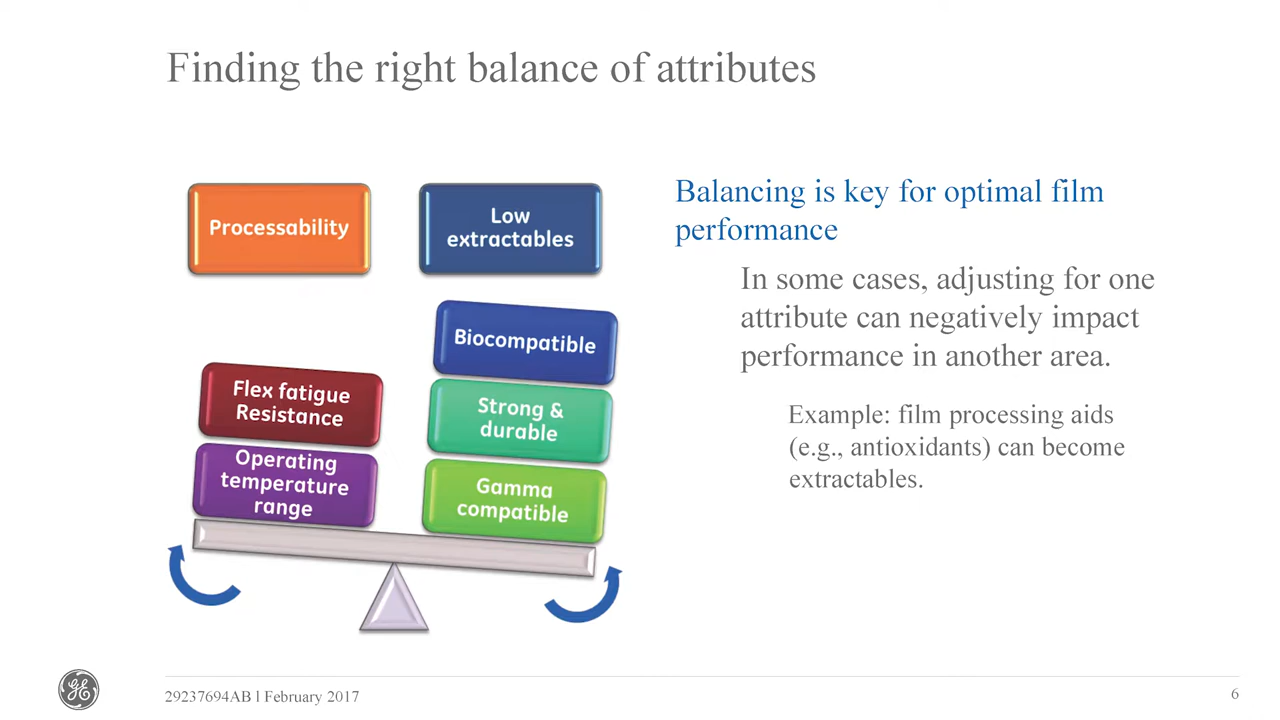 Finding the right balance of attributes
Processability
Low
extractables
Biocompatible
Flex fatigue
Resistance
Strong &
durable
Operating
temperature
range
Gamma
compatible
Balancing is key for optimal film
performance
In some cases, adjusting for one
attribute can negatively impact
performance in another area.
Example: film processing aids
(e.g., antioxidants) can become
extractables.
GE
29237694AB l February 2017
6